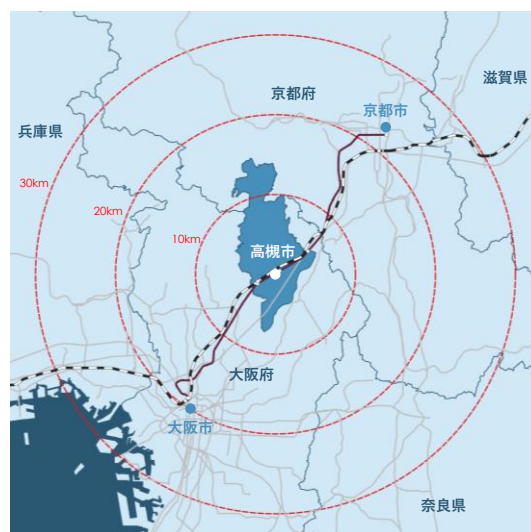 滋賀県
京都府
京都市
兵庫県
30km
20km
10km
高槻市
大阪府
大阪市
奈良県